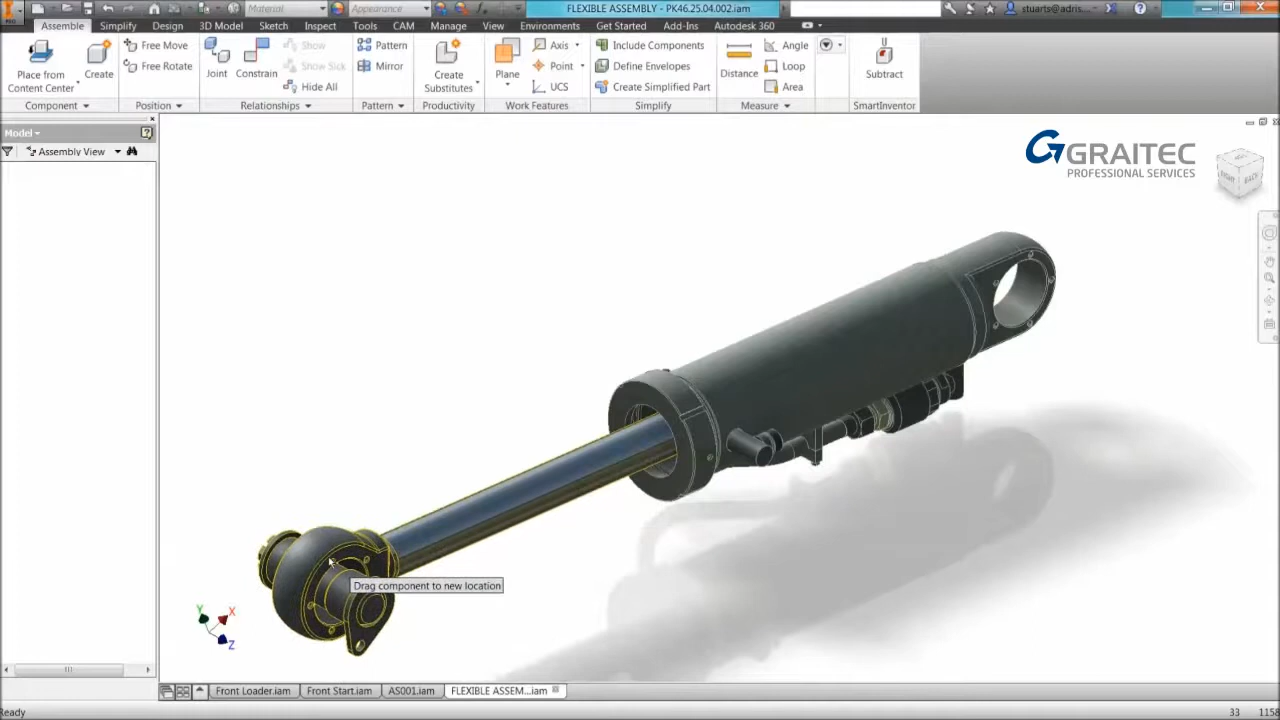 Material
Appearance
FLEXIBLE ASSEMBLY - PK46.25.04.002.iam
stuarts@adris...
Assemble Simplify Design 3D Model Sketch Inspect Tools CAM Manage View Environments Get Started Add-Ins Autodesk 360
Place from Content Center
Create
Free Move
Free Rotate
Joint
Constrain
Show
Show Sick
Hide All
Pattern
Mirror
Create Substitutes
Plane
Axis
Point
UCS
Include Components
Define Envelopes
Create Simplified Part
Distance
Angle
Loop
Area
Subtract
Component
Position
Relationships
Pattern
Productivity
Work Features
Simplify
Measure
SmartInventor
Model
Assembly View
GRAITEC
PROFESSIONAL SERVICES
RIGHT
BACK
Drag component to new location
Y
X
Z
Front Loader.iam
Front Start.iam
AS001.iam
FLEXIBLE ASSEM...iam
Ready
33
1158